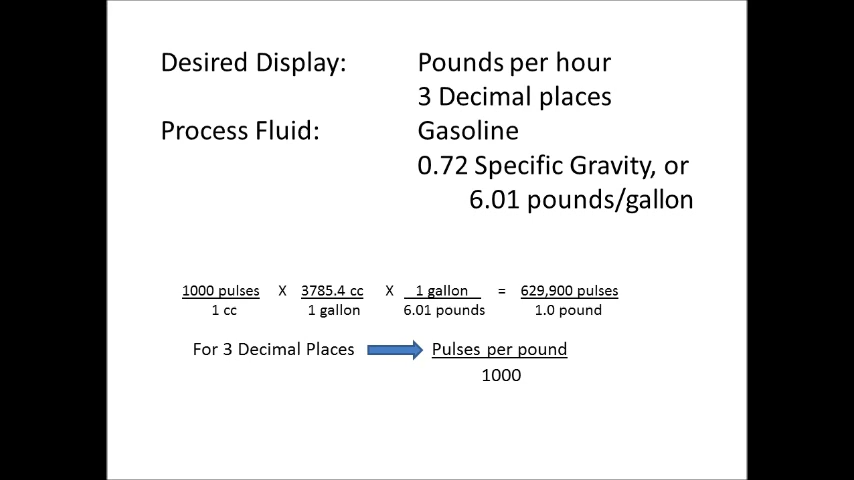 Desired Display: Pounds per hour
3 Decimal places
Process Fluid: Gasoline
0.72 Specific Gravity, or
6.01 pounds/gallon
1000 pulses X 3785.4 cc X 1 gallon = 629,900 pulses
1 cc 1 gallon 6.01 pounds 1.0 pound
For 3 Decimal Places Pulses per pound
1000